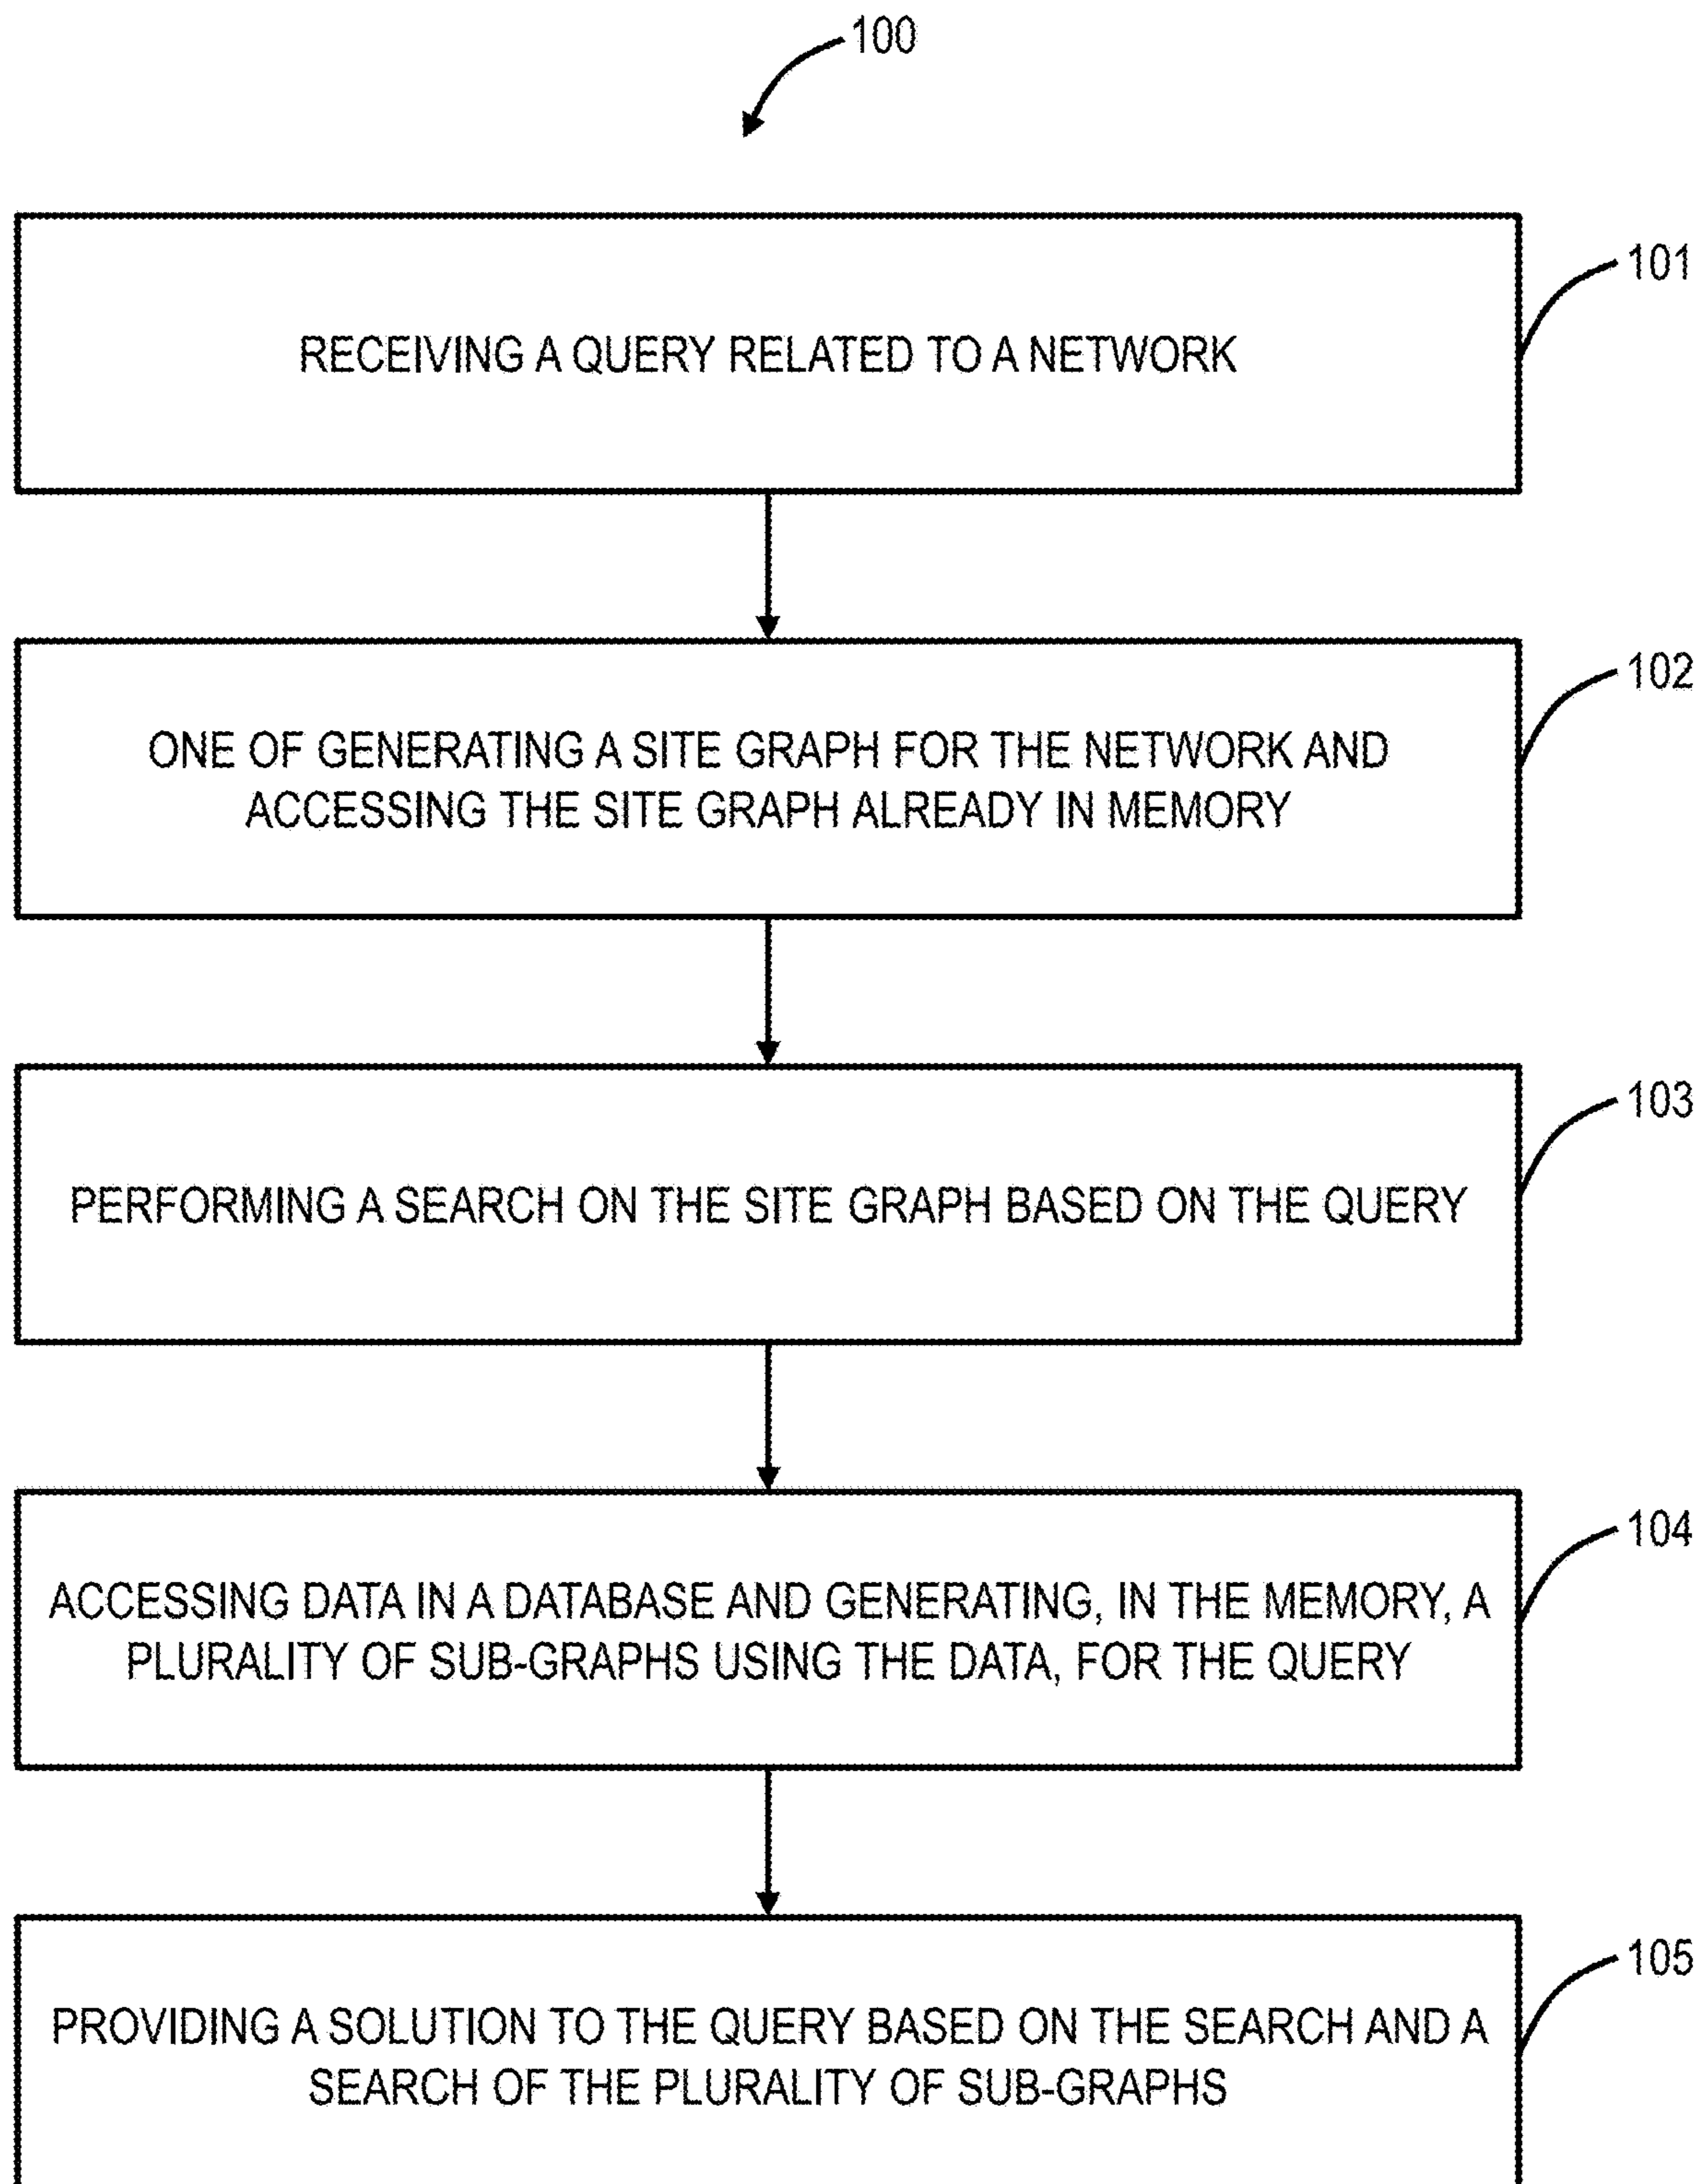 100
101
RECEIVING A QUERY RELATED TO A NETWORK
102
ONE OF GENERATING A SITE GRAPH FOR THE NETWORK AND
ACCESSING THE SITE GRAPH ALREADY IN MEMORY
103
PERFORMING A SEARCH ON THE SITE GRAPH BASED ON THE QUERY
104
ACCESSING DATA IN A DATABASE AND GENERATING, IN THE MEMORY, A
PLURALITY OF SUB-GRAPHS USING THE DATA, FOR THE QUERY
105
PROVIDING A SOLUTION TO THE QUERY BASED ON THE SEARCH AND A
SEARCH OF THE PLURALITY OF SUB-GRAPHS